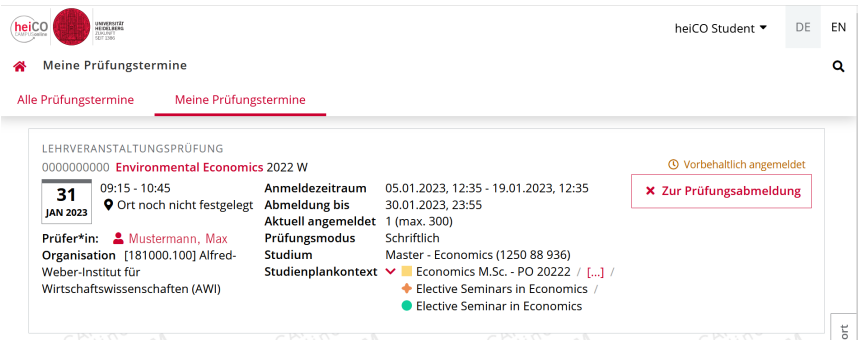 heiCO
CAMPUSonline
UNIVERSITÄT
HEIDELBERG
ZUKUNFT
SEIT 1386
heiCO Student
DE
EN
Meine Prüfungstermine
Alle Prüfungstermine
Meine Prüfungstermine
LEHRVERANSTALTUNGSPRÜFUNG
0000000000 Environmental Economics 2022 W
Vorbehaltlich angemeldet
Zur Prüfungsabmeldung
31
JAN 2023
09:15 - 10:45
Ort noch nicht festgelegt
Prüfer*in: Mustermann, Max
Organisation [181000.100] Alfred-
Weber-Institut für
Wirtschaftswissenschaften (AWI)
Anmeldezeitraum 05.01.2023, 12:35 - 19.01.2023, 12:35
Abmeldung bis 30.01.2023, 23:55
Aktuell angemeldet 1 (max. 300)
Prüfungsmodus Schriftlich
Studium Master - Economics (1250 88 936)
Studienplankontext Economics M.Sc. - PO 20222 / [...] /
Elective Seminars in Economics /
Elective Seminar in Economics